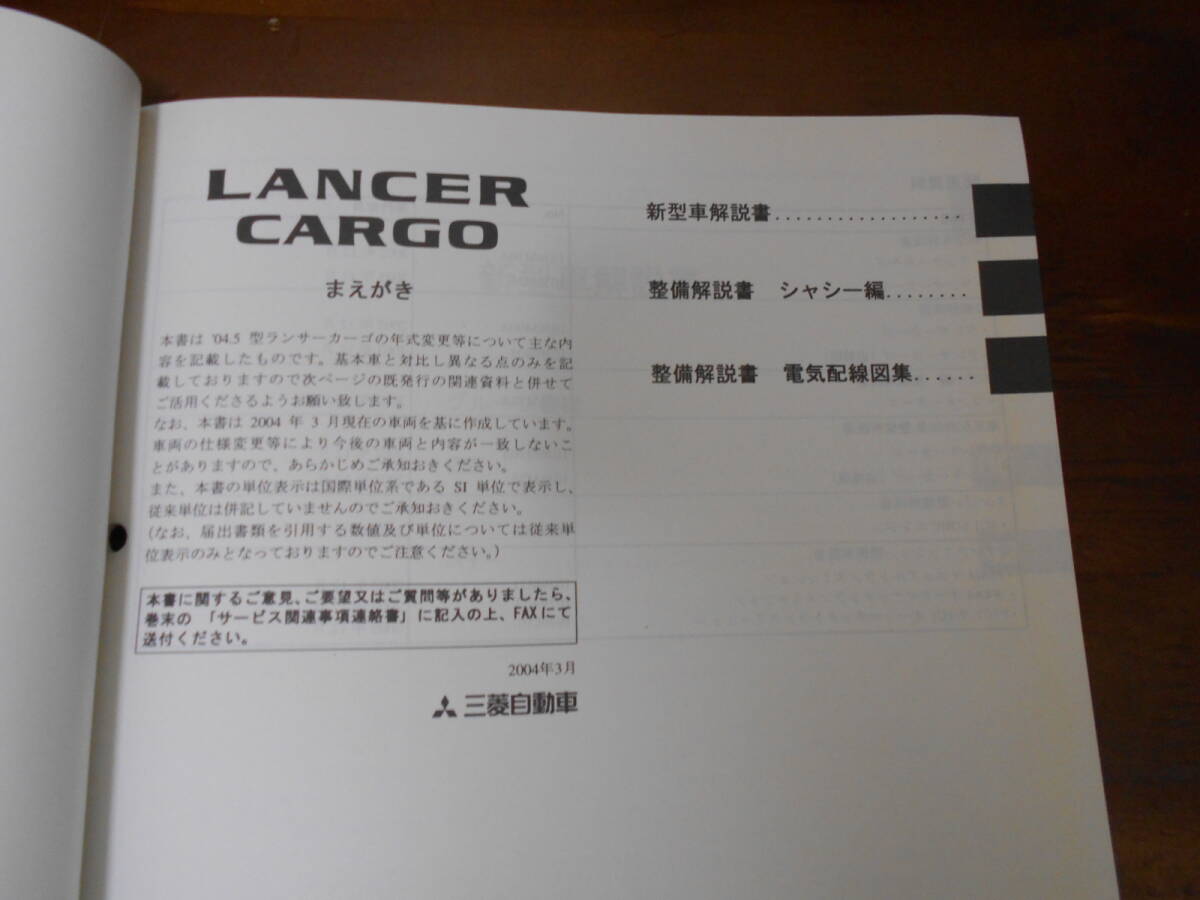 LANCER
CARGO
まえがき
本書は '04.5 型ランサーカーゴの年式変更等について主な内
容を記載したものです。基本車と対比し異なる点のみを記
載しておりますので次ページの既発行の関連資料と併せて
ご活用くださるようお願い致します。
なお、本書は 2004 年 3 月現在の車両を基に作成しています。
車両の仕様変更等により今後の車両と内容が一致しないこ
とがありますので、あらかじめご承知おきください。
また、本書の単位表示は国際単位系である SI 単位で表示し、
従来単位は併記していませんのでご承知おきください。
(なお、届出書類を引用する数値及び単位については従来単
位表示のみとなっておりますのでご注意ください。)
本書に関するご意見、ご要望又はご質問等がありましたら、
巻末の 「サービス関連事項連絡書」に記入の上、FAXにて
送付ください。
2004年3月
三菱自動車
新型車解説書..................
整備解説書 シャシー編........
整備解説書 電気配線図集......